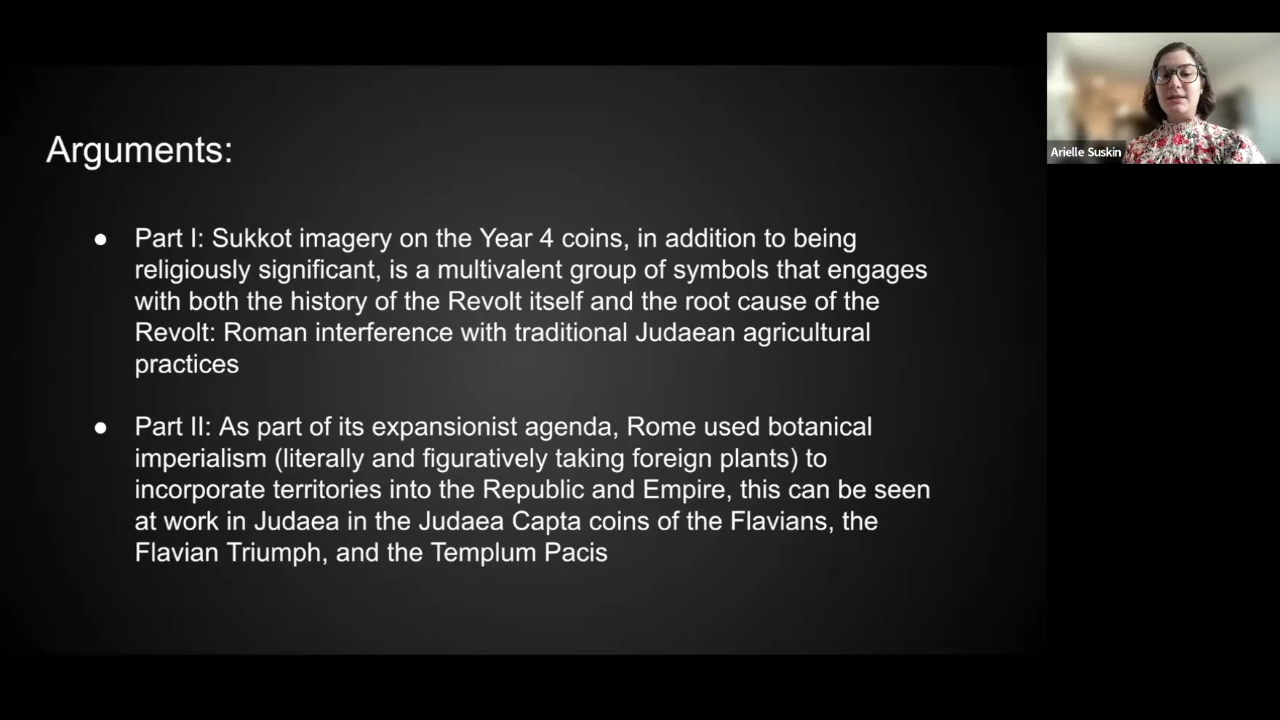 Arguments:
● Part I: Sukkot imagery on the Year 4 coins, in addition to being
religiously significant, is a multivalent group of symbols that engages
with both the history of the Revolt itself and the root cause of the
Revolt: Roman interference with traditional Judaean agricultural
practices
● Part II: As part of its expansionist agenda, Rome used botanical
imperialism (literally and figuratively taking foreign plants) to
incorporate territories into the Republic and Empire, this can be seen
at work in Judaea in the Judaea Capta coins of the Flavians, the
Flavian Triumph, and the Templum Pacis
Arielle Suskin